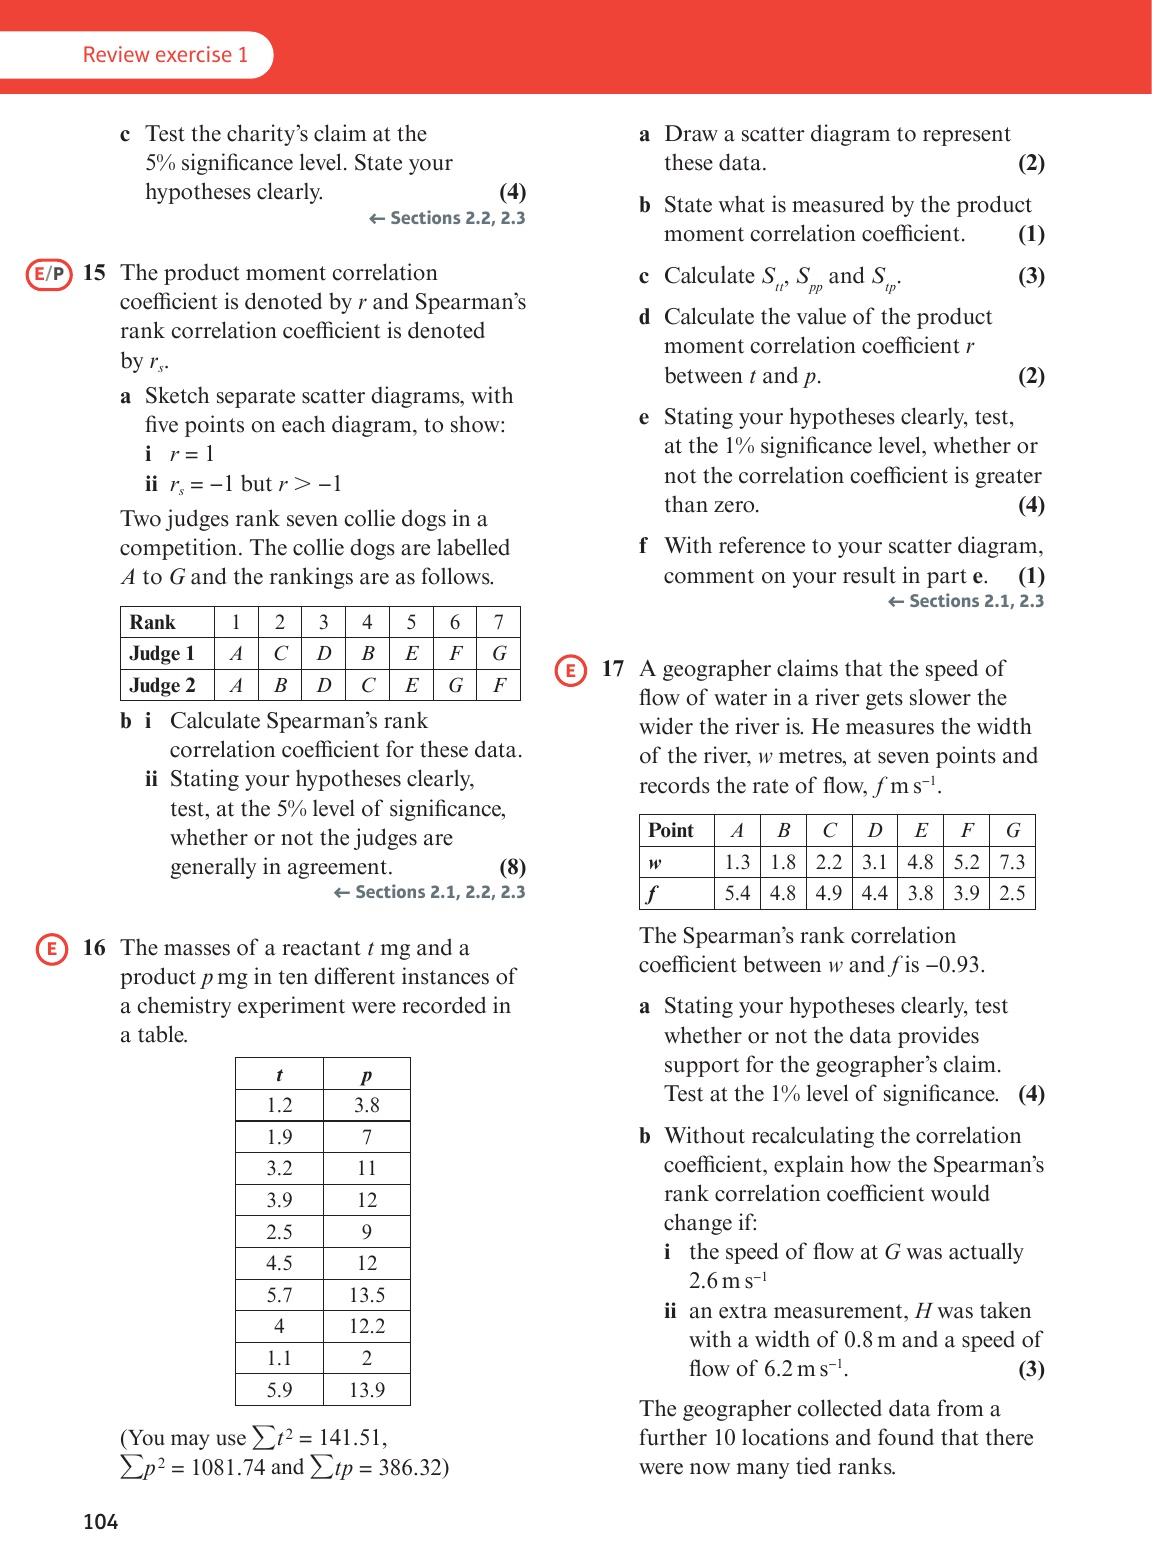 Review exercise 1
c Test the charity's claim at the
5% significance level. State your
hypotheses clearly. (4)
← Sections 2.2, 2.3
E/P 15 The product moment correlation
coefficient is denoted by r and Spearman's
rank correlation coefficient is denoted
by rₛ.
a Sketch separate scatter diagrams, with
five points on each diagram, to show:
i r = 1
ii rₛ = −1 but r > −1
Two judges rank seven collie dogs in a
competition. The collie dogs are labelled
A to G and the rankings are as follows.
Rank 1 2 3 4 5 6 7
Judge 1 A C D B E F G
Judge 2 A B D C E G F
b i Calculate Spearman's rank
correlation coefficient for these data.
ii Stating your hypotheses clearly,
test, at the 5% level of significance,
whether or not the judges are
generally in agreement. (8)
← Sections 2.1, 2.2, 2.3
E 16 The masses of a reactant t mg and a
product p mg in ten different instances of
a chemistry experiment were recorded in
a table.
t p
1.2 3.8
1.9 7
3.2 11
3.9 12
2.5 9
4.5 12
5.7 13.5
4 12.2
1.1 2
5.9 13.9
(You may use ∑t² = 141.51,
∑p² = 1081.74 and ∑tp = 386.32)
a Draw a scatter diagram to represent
these data. (2)
b State what is measured by the product
moment correlation coefficient. (1)
c Calculate Sₜₜ, Sₚₚ and Sₜₚ. (3)
d Calculate the value of the product
moment correlation coefficient r
between t and p. (2)
e Stating your hypotheses clearly, test,
at the 1% significance level, whether or
not the correlation coefficient is greater
than zero. (4)
f With reference to your scatter diagram,
comment on your result in part e. (1)
← Sections 2.1, 2.3
E 17 A geographer claims that the speed of
flow of water in a river gets slower the
wider the river is. He measures the width
of the river, w metres, at seven points and
records the rate of flow, f m s⁻¹.
Point A B C D E F G
w 1.3 1.8 2.2 3.1 4.8 5.2 7.3
f 5.4 4.8 4.9 4.4 3.8 3.9 2.5
The Spearman's rank correlation
coefficient between w and f is −0.93.
a Stating your hypotheses clearly, test
whether or not the data provides
support for the geographer's claim.
Test at the 1% level of significance. (4)
b Without recalculating the correlation
coefficient, explain how the Spearman's
rank correlation coefficient would
change if:
i the speed of flow at G was actually
2.6 m s⁻¹
ii an extra measurement, H was taken
with a width of 0.8 m and a speed of
flow of 6.2 m s⁻¹. (3)
The geographer collected data from a
further 10 locations and found that there
were now many tied ranks.
104